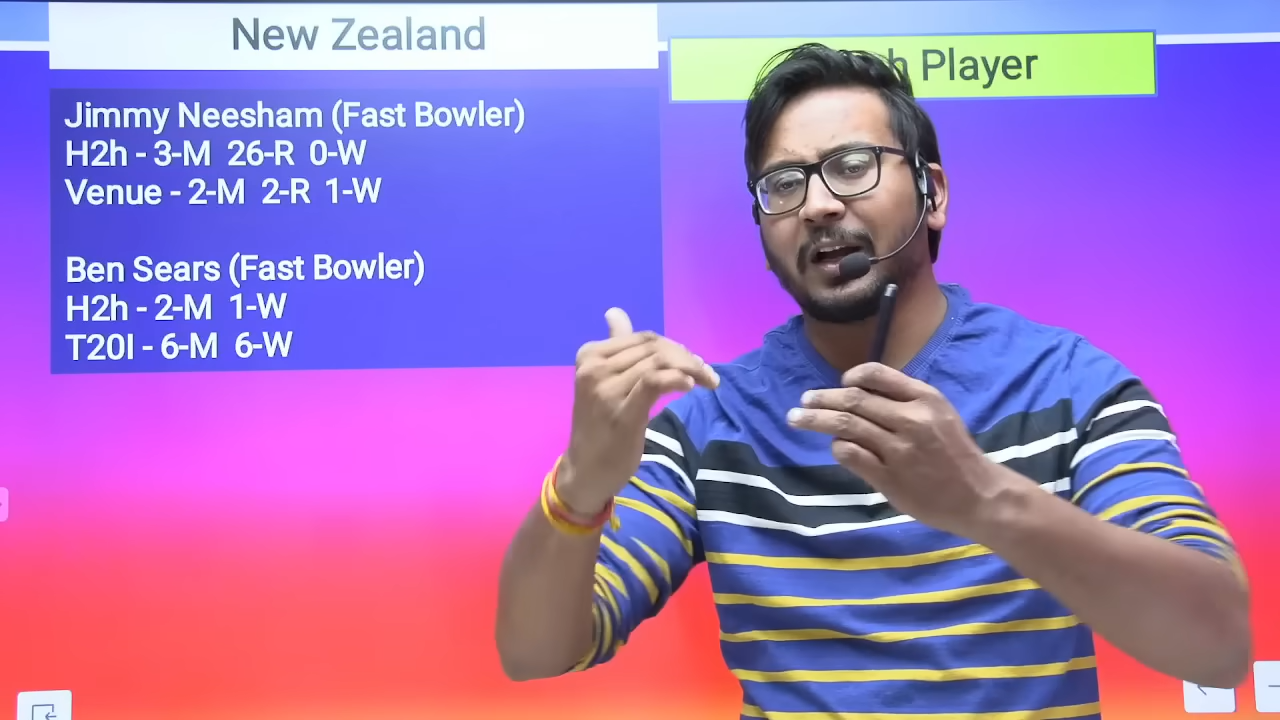 New Zealand
Player
Jimmy Neesham (Fast Bowler)
H2h - 3-M 26-R 0-W
Venue - 2-M 2-R 1-W
Ben Sears (Fast Bowler)
H2h - 2-M 1-W
T20I - 6-M 6-W